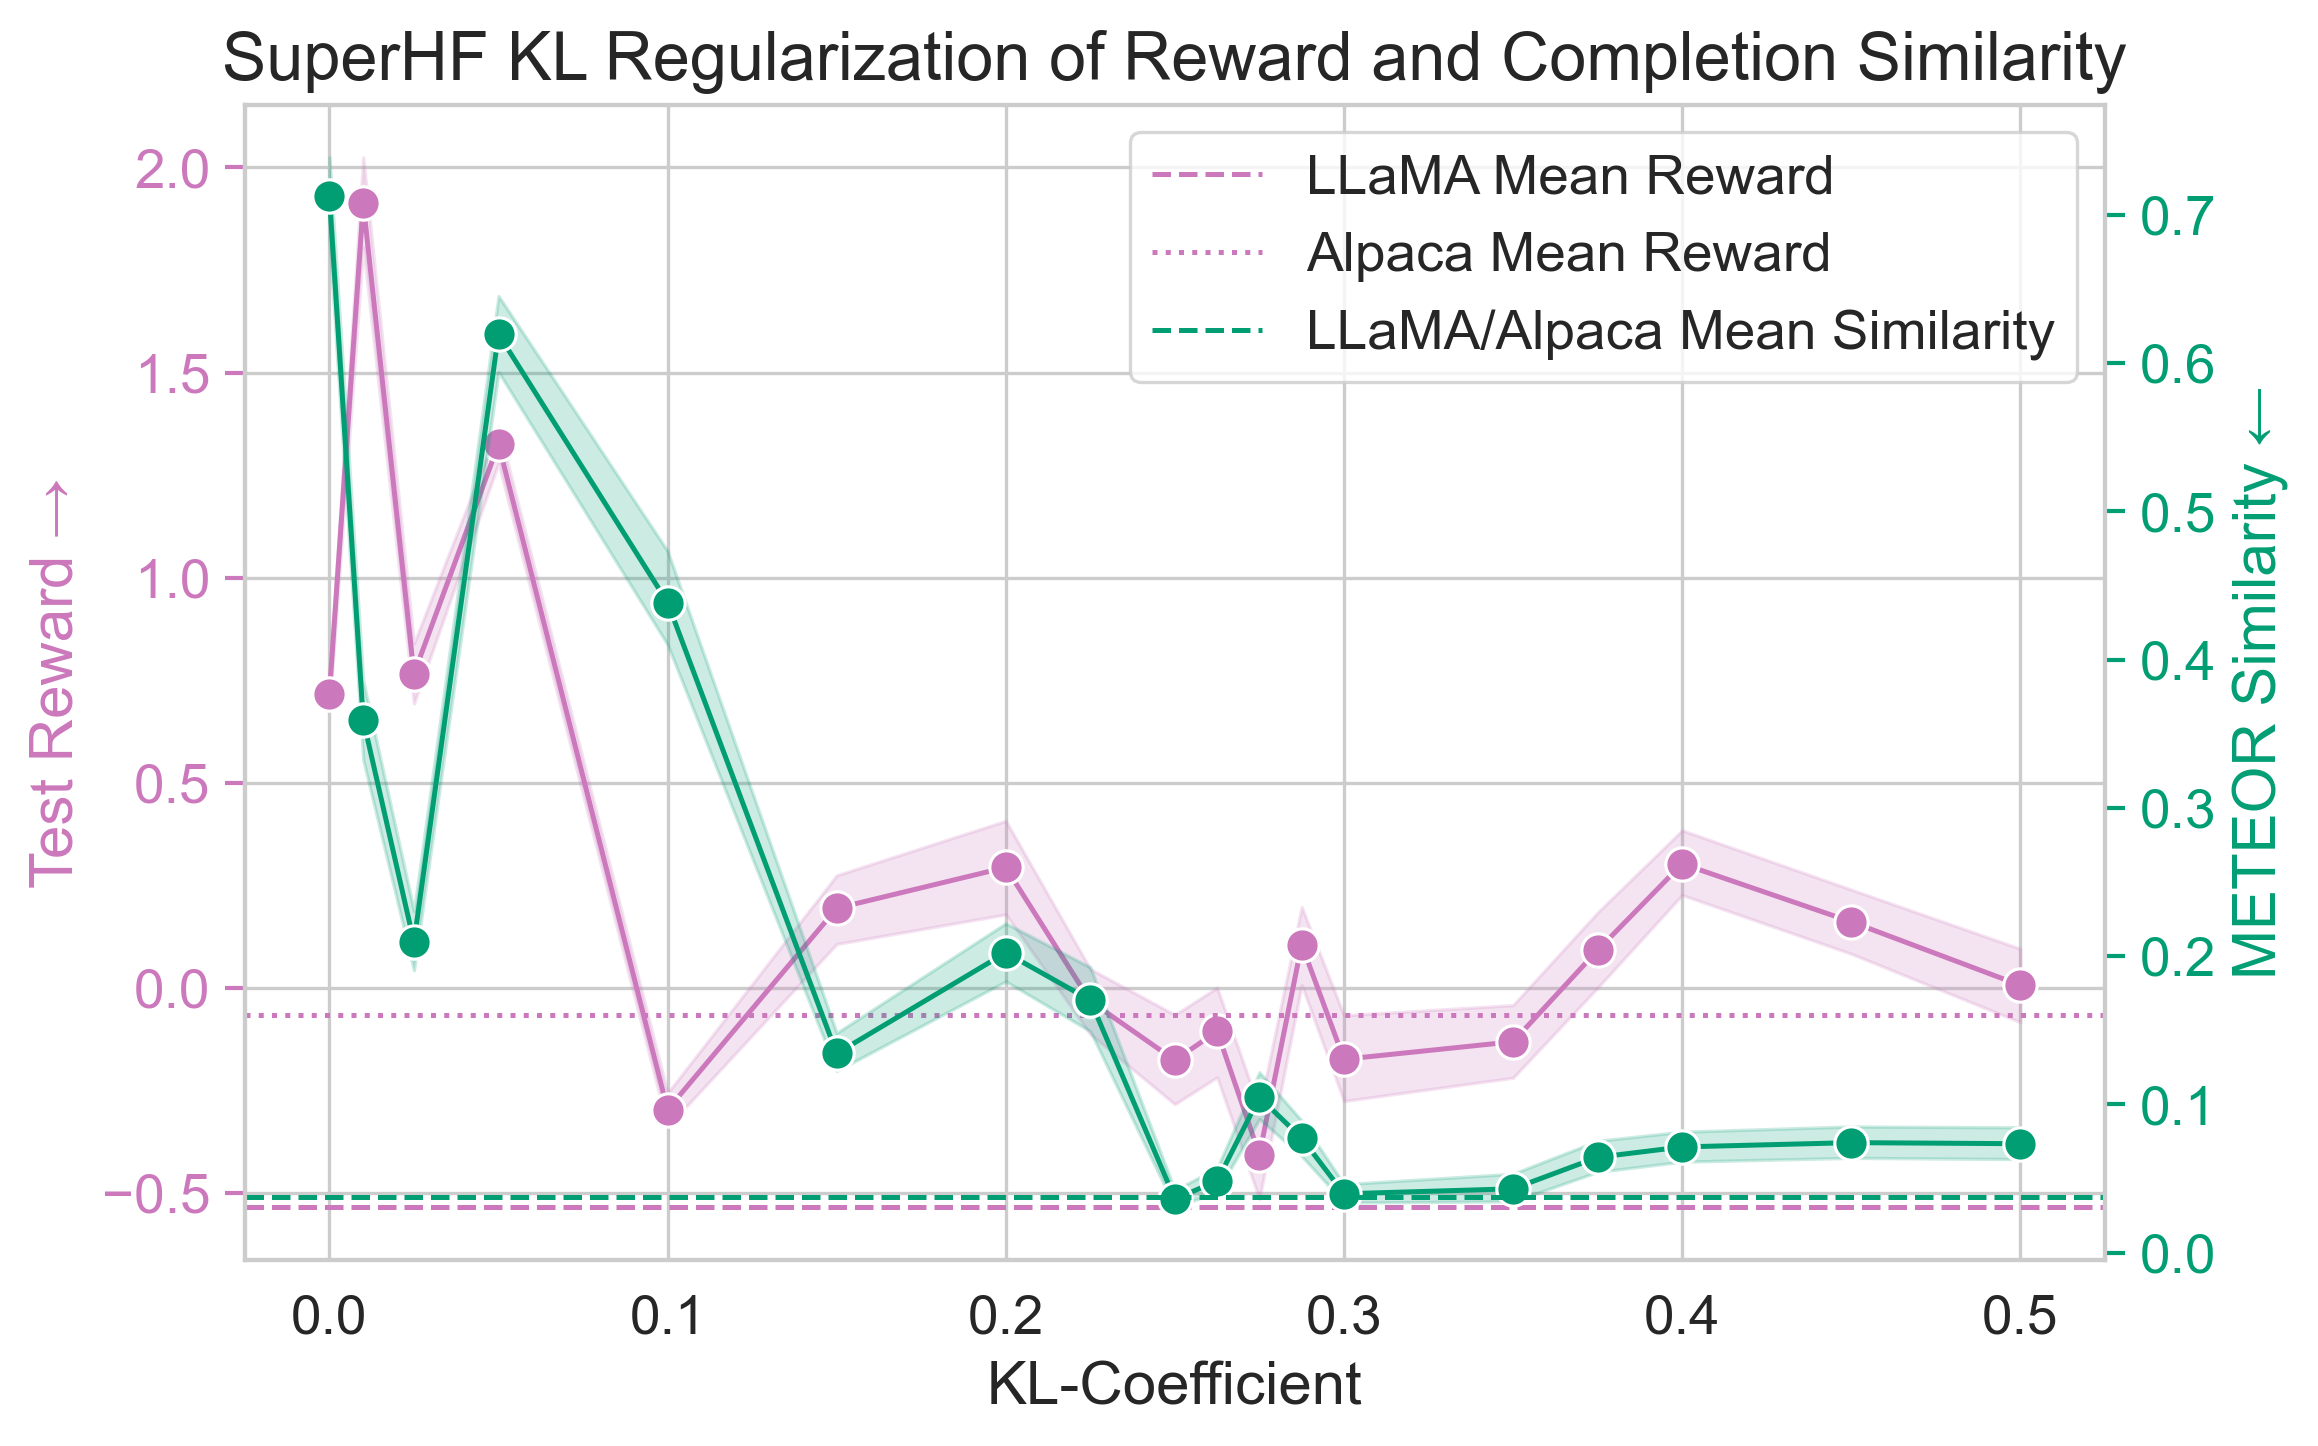 SuperHF KL Regularization of Reward and Completion Similarity
LLaMA Mean Reward
Alpaca Mean Reward
LLaMA/Alpaca Mean Similarity
Test Reward →
2.0
1.5
1.0
0.5
0.0
−0.5
METEOR Similarity ←
0.7
0.6
0.5
0.4
0.3
0.2
0.1
0.0
0.0 0.1 0.2 0.3 0.4 0.5
KL-Coefficient